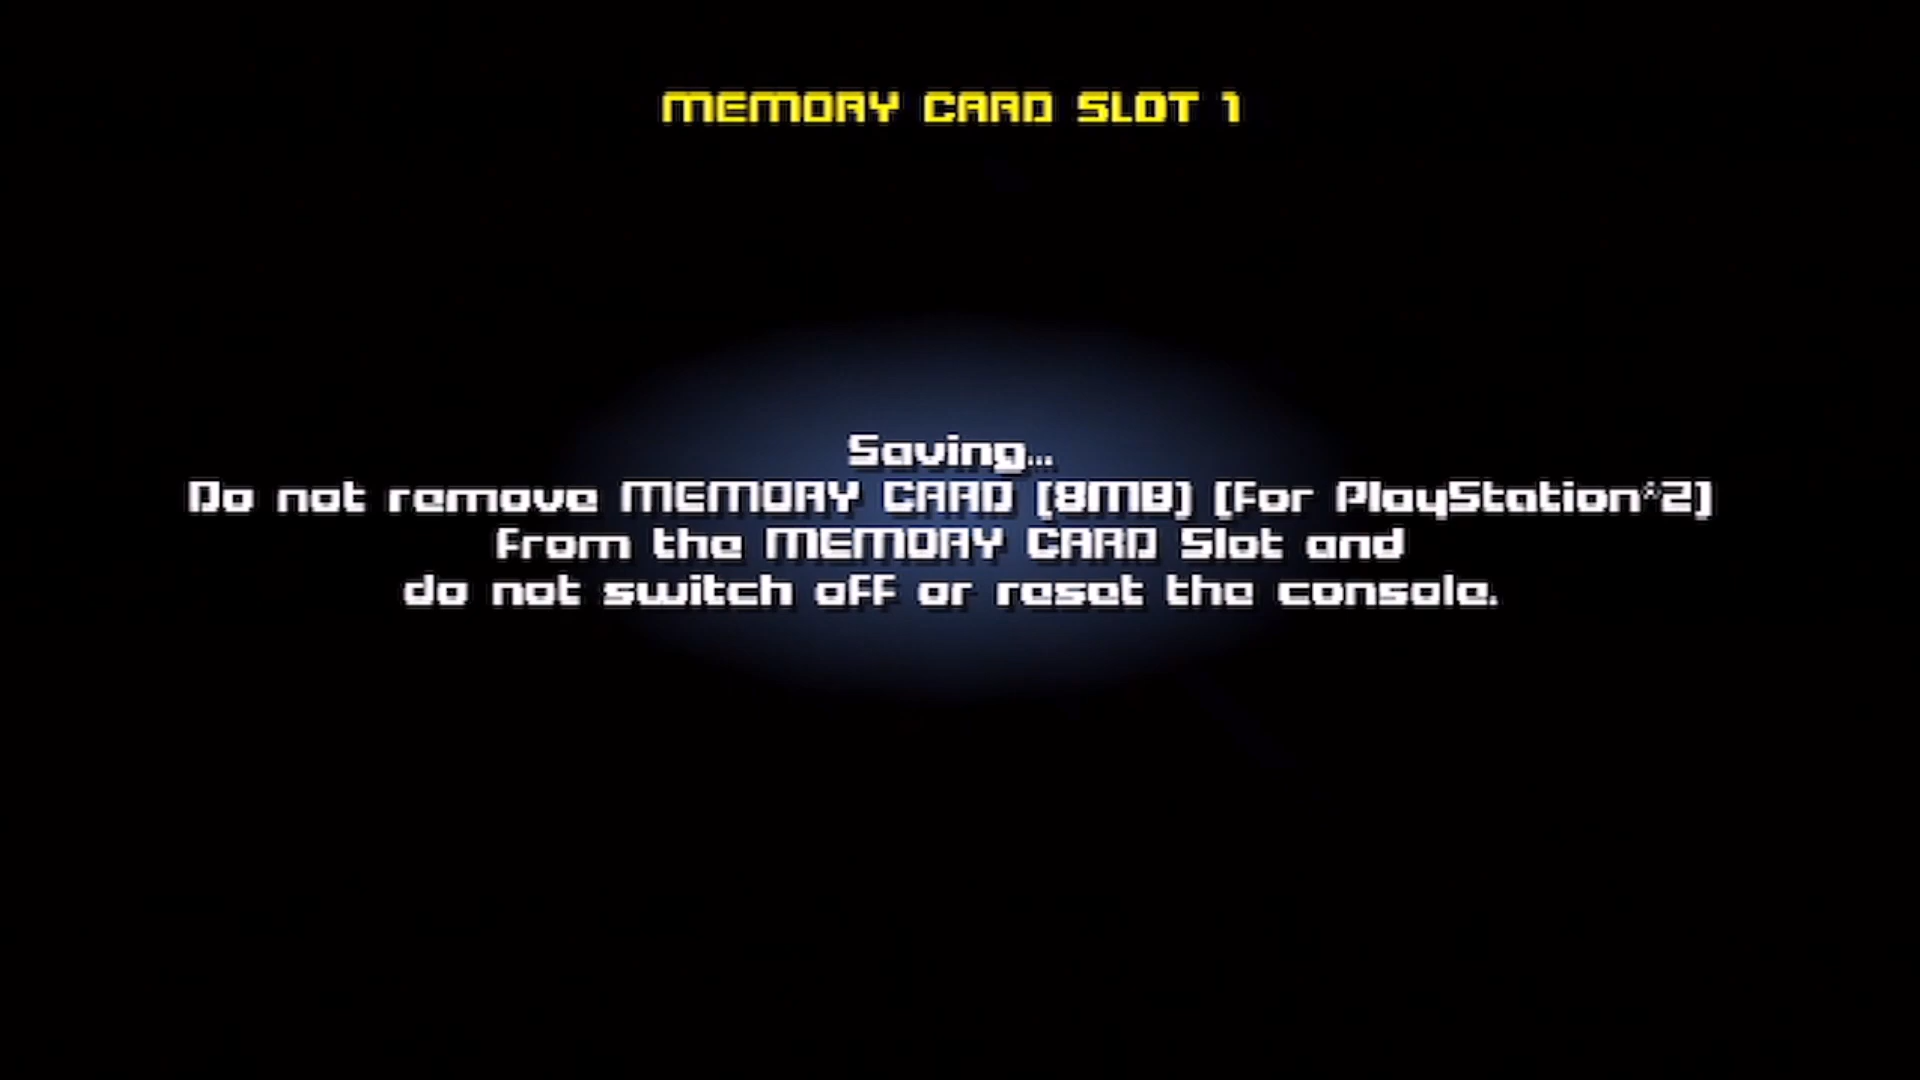 MEMORY CARD SLOT 1
Saving...
Do not remove MEMORY CARD (8MB) (for PlayStation®2)
from the MEMORY CARD Slot and
do not switch off or reset the console.